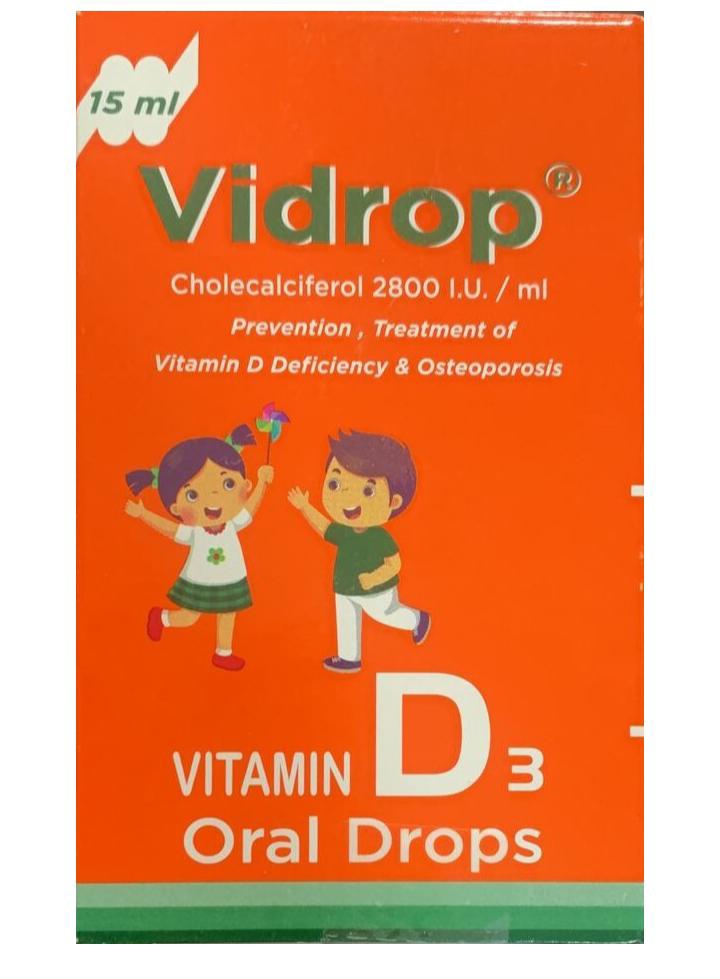 15 ml
Vidrop®
Cholecalciferol 2800 I.U. / ml
Prevention , Treatment of
Vitamin D Deficiency & Osteoporosis
VITAMIN D3
Oral Drops